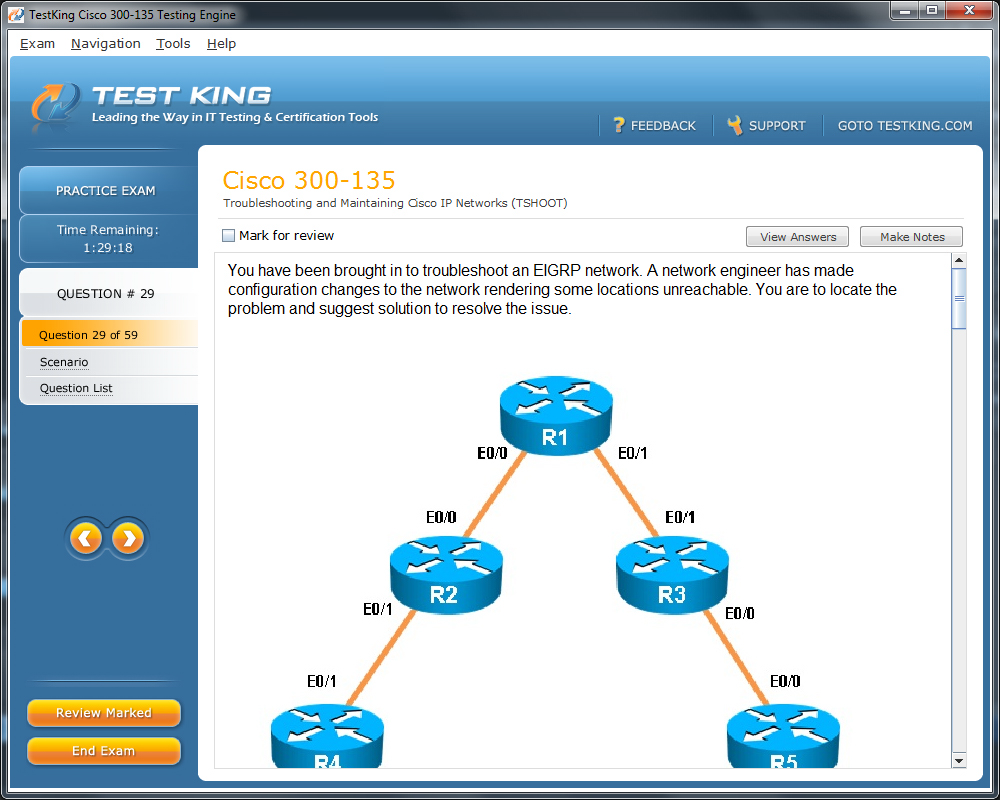 TestKing Cisco 300-135 Testing Engine
Exam Navigation Tools Help
TEST KING
Leading the Way in IT Testing & Certification Tools
FEEDBACK SUPPORT GOTO TESTKING.COM
PRACTICE EXAM
Time Remaining:
1:29:18
QUESTION # 29
Question 29 of 59
Scenario
Question List
Review Marked
End Exam
Cisco 300-135
Troubleshooting and Maintaining Cisco IP Networks (TSHOOT)
Mark for review
View Answers Make Notes
You have been brought in to troubleshoot an EIGRP network. A network engineer has made
configuration changes to the network rendering some locations unreachable. You are to locate the
problem and suggest solution to resolve the issue.
R1
E0/0 E0/1
E0/0 E0/1
R2 R3
E0/1 E0/0
E0/1 E0/0
R4 R5